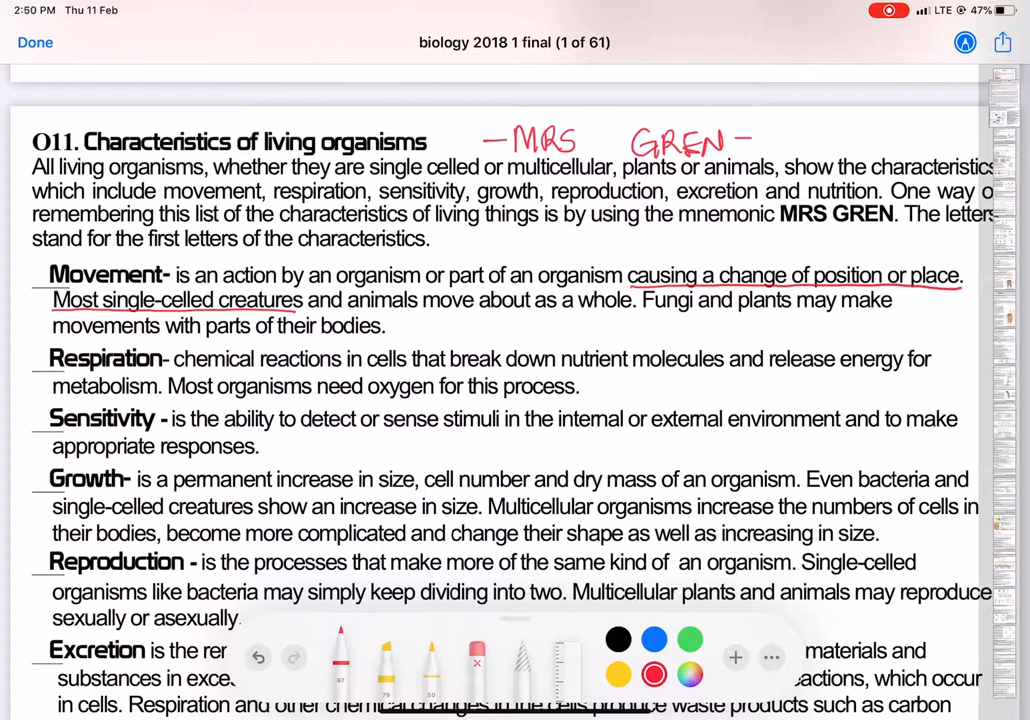 2:50 PM Thu 11 Feb
LTE 47%
Done
biology 2018 1 final (1 of 61)
O11. Characteristics of living organisms - MRS GREN -
All living organisms, whether they are single celled or multicellular, plants or animals, show the characteristics
which include movement, respiration, sensitivity, growth, reproduction, excretion and nutrition. One way o
remembering this list of the characteristics of living things is by using the mnemonic MRS GREN. The letters
stand for the first letters of the characteristics.
Movement- is an action by an organism or part of an organism causing a change of position or place.
Most single-celled creatures and animals move about as a whole. Fungi and plants may make
movements with parts of their bodies.
Respiration- chemical reactions in cells that break down nutrient molecules and release energy for
metabolism. Most organisms need oxygen for this process.
Sensitivity - is the ability to detect or sense stimuli in the internal or external environment and to make
appropriate responses.
Growth- is a permanent increase in size, cell number and dry mass of an organism. Even bacteria and
single-celled creatures show an increase in size. Multicellular organisms increase the numbers of cells in
their bodies, become more complicated and change their shape as well as increasing in size.
Reproduction - is the processes that make more of the same kind of an organism. Single-celled
organisms like bacteria may simply keep dividing into two. Multicellular plants and animals may reproduce
sexually or asexually.
Excretion is the rer materials and
substances in exce actions, which occur
in cells. Respiration and other chemical changes in the cells produce waste products such as carbon
97
79
50